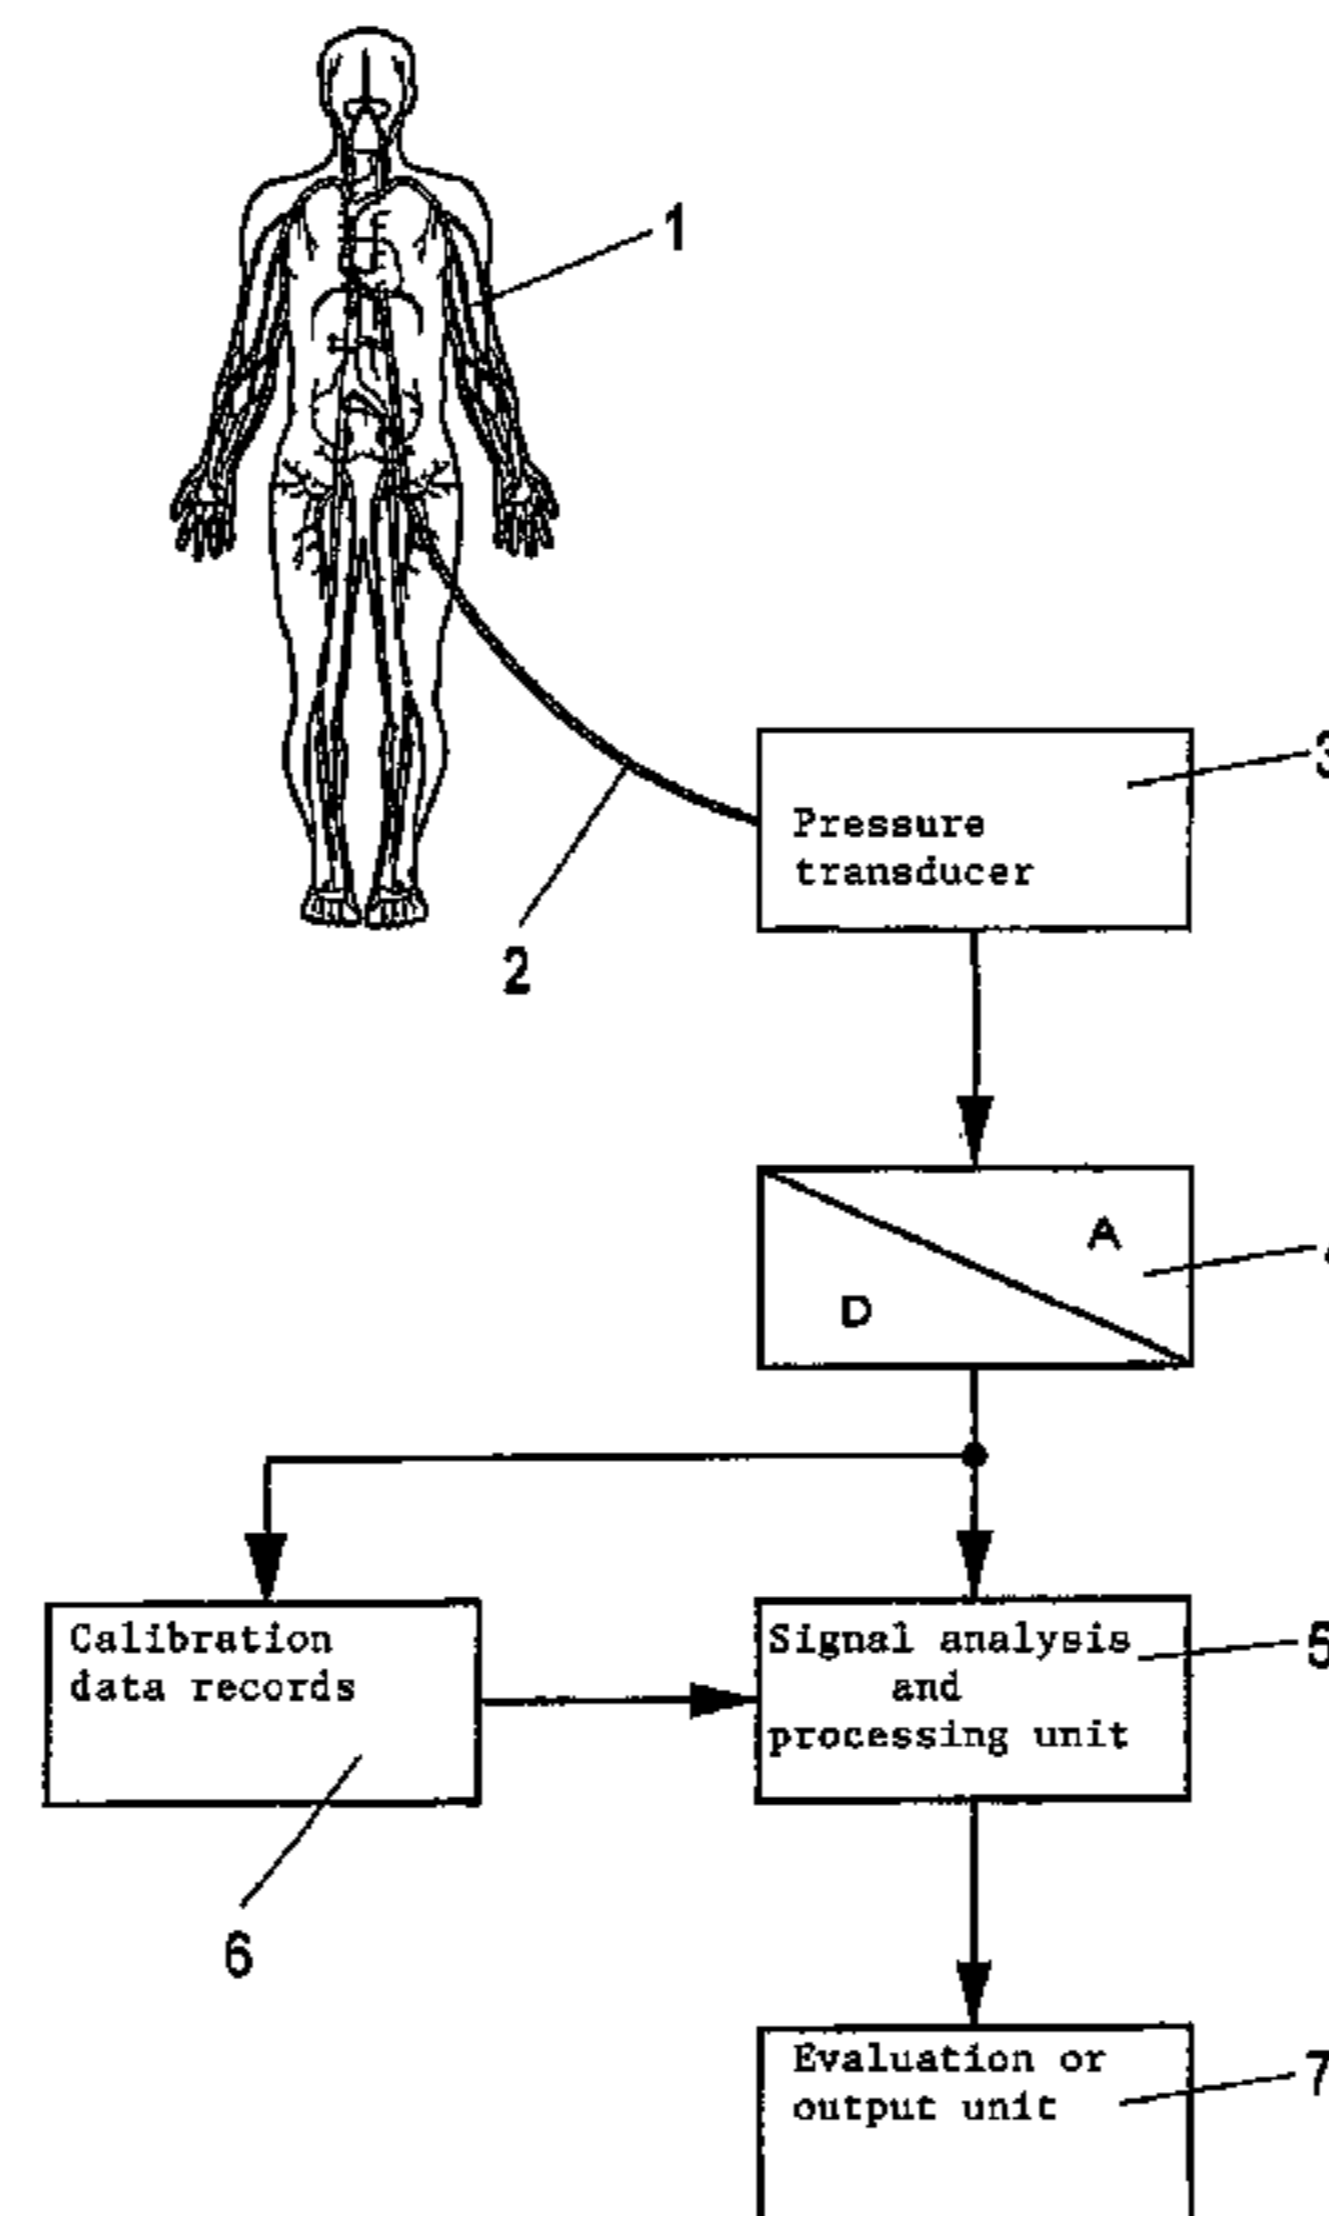 1
2
3
Pressure
transducer
A
D
Calibration
data records
Signal analysis
and
processing unit
5
6
Evaluation or
output unit
7